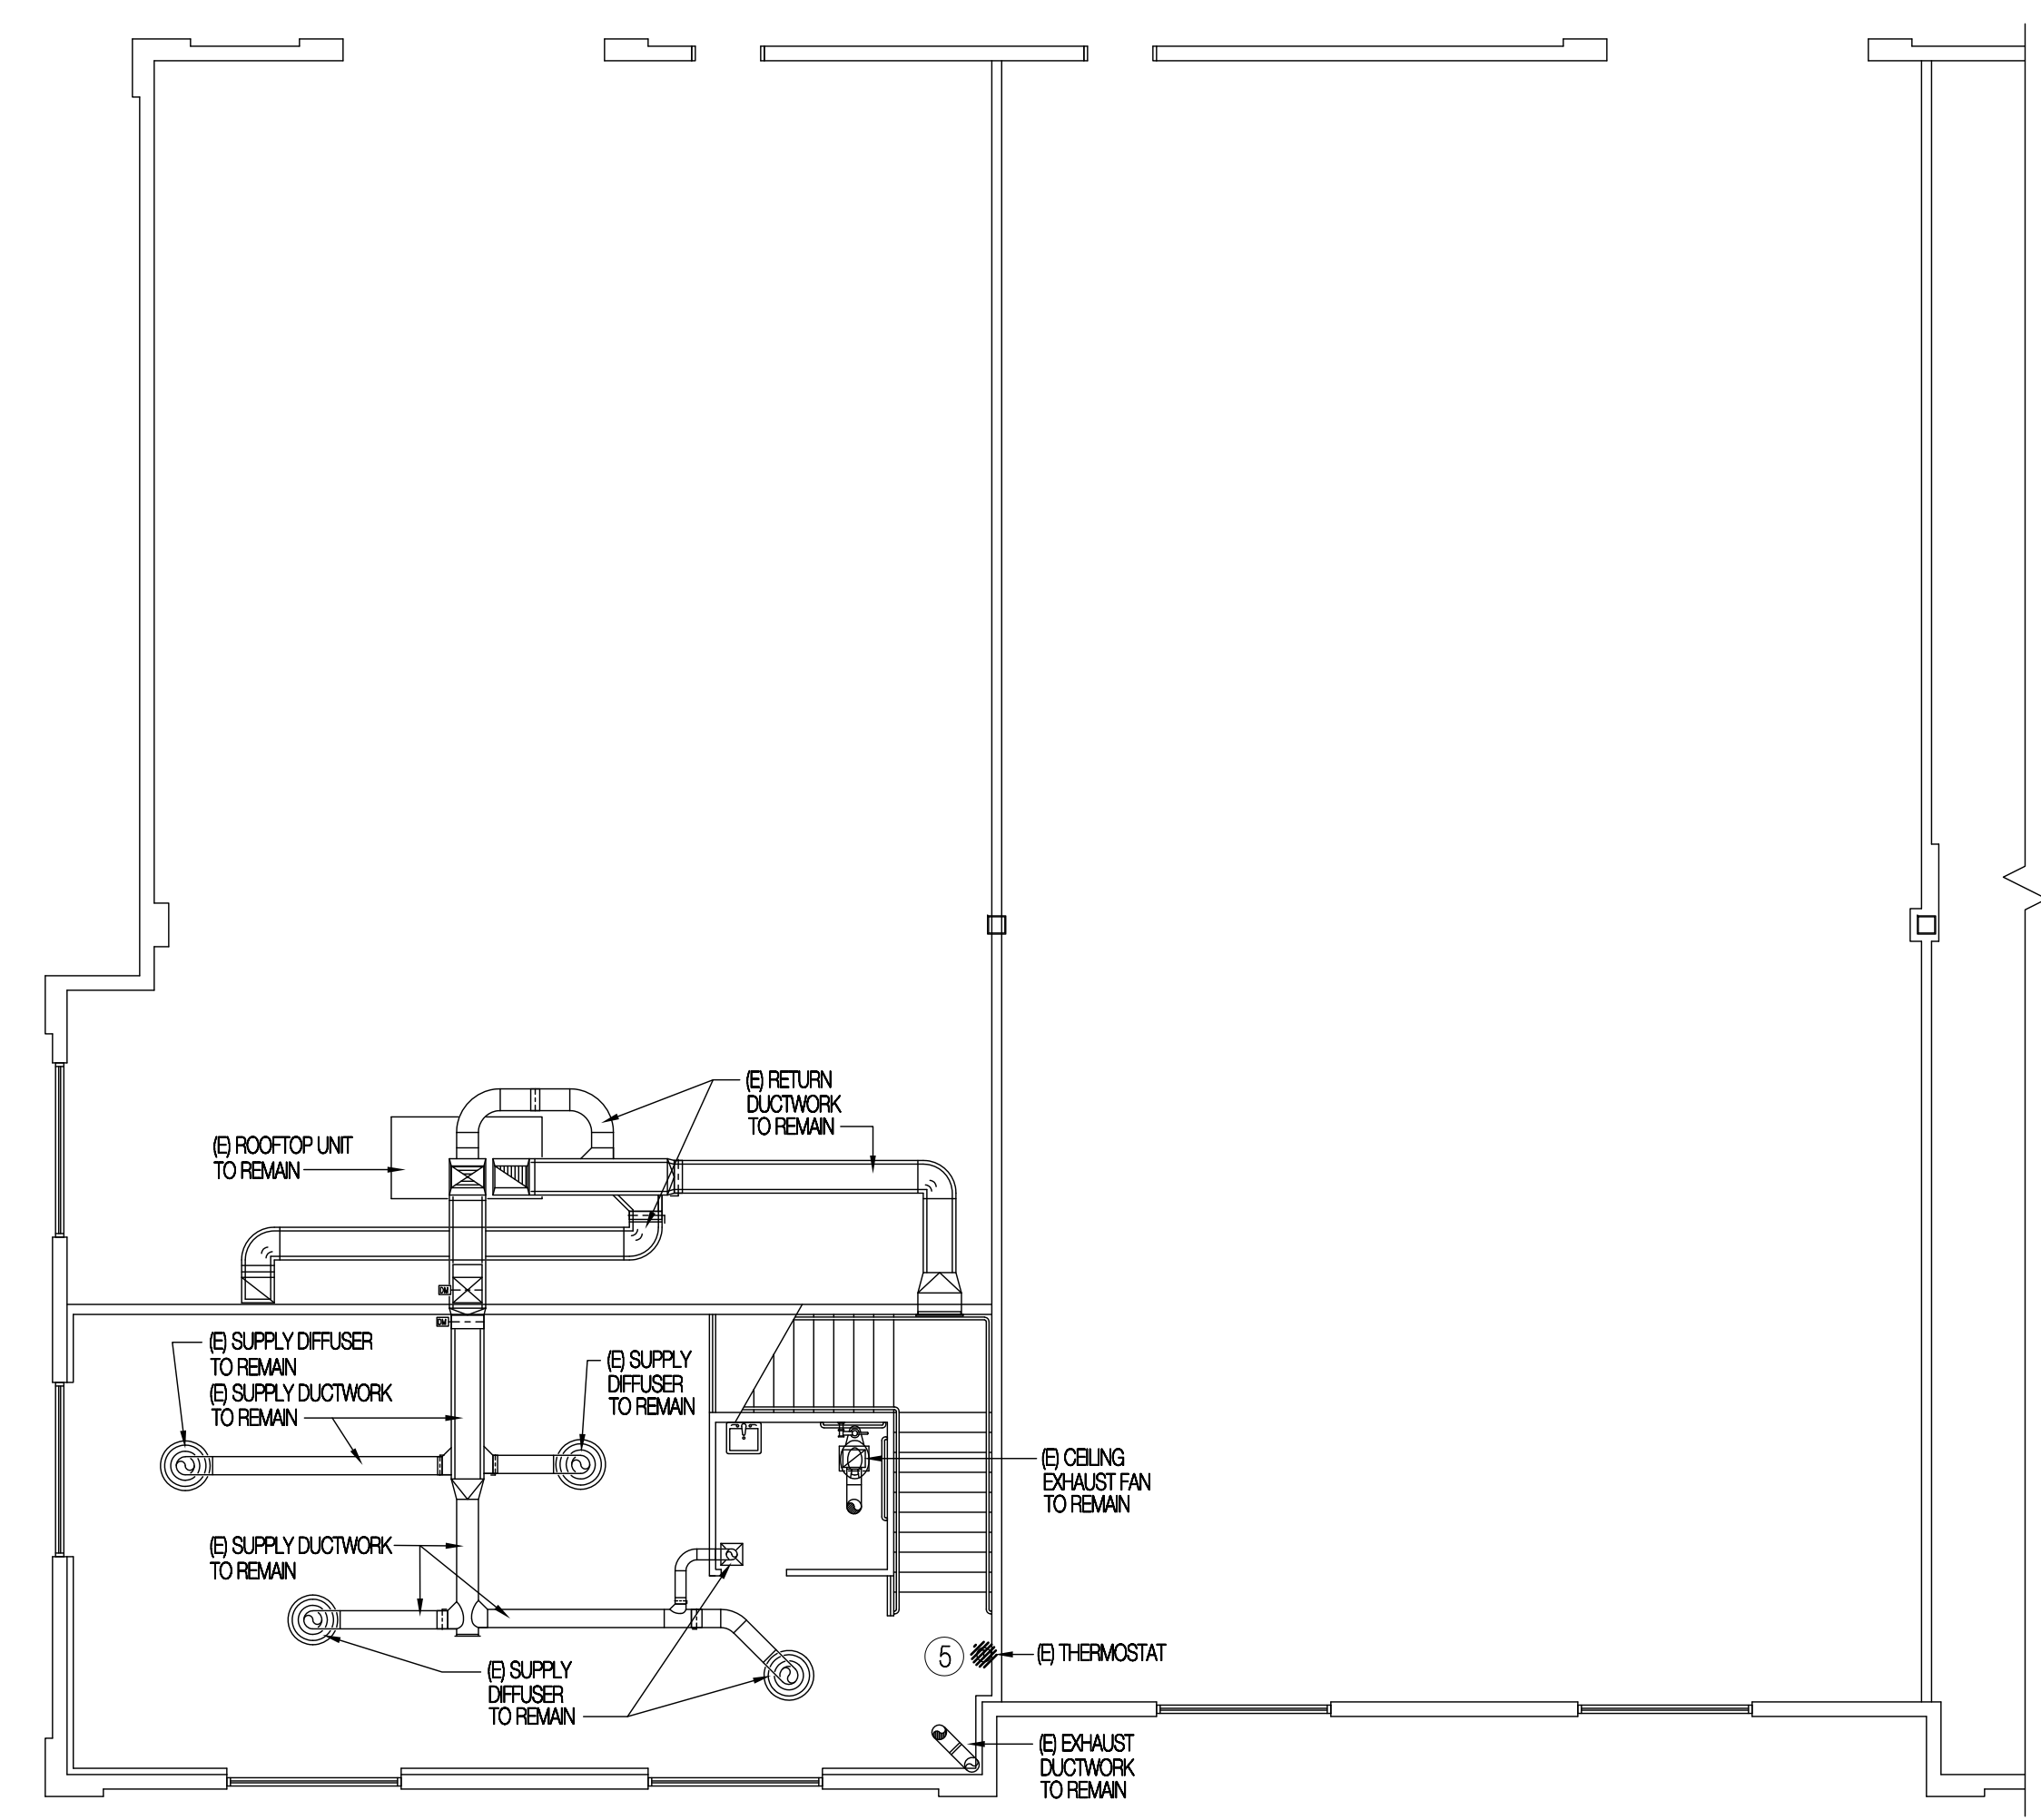 (E) RETURN
DUCTWORK
TO REMAIN
(E) ROOFTOP UNIT
TO REMAIN
DM
DM
(E) SUPPLY DIFFUSER
TO REMAIN
(E) SUPPLY DUCTWORK
TO REMAIN
(E) SUPPLY
DIFFUSER
TO REMAIN
(E) CEILING
EXHAUST FAN
TO REMAIN
(E) SUPPLY DUCTWORK
TO REMAIN
5
(E) THERMOSTAT
(E) SUPPLY
DIFFUSER
TO REMAIN
(E) EXHAUST
DUCTWORK
TO REMAIN